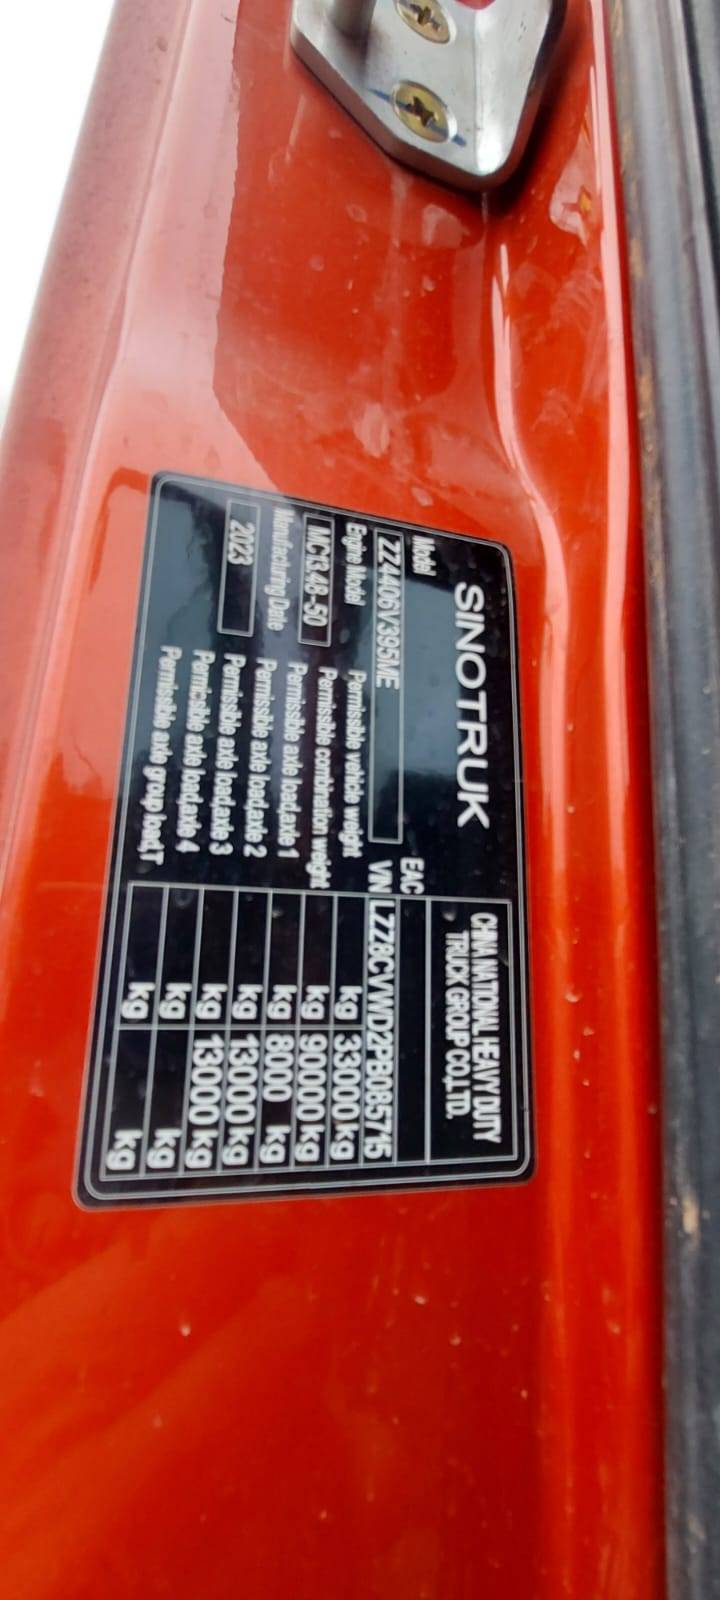 SINOTRUK
CHINA NATIONAL HEAVY DUTY
TRUCK GROUP CO.,LTD.
Model
ZZ4406V395ME
EAC
VN LZZ8CVWD2PB085715
Engine Model
MC13.48-50
Manufacturing Date
2023
Permissible vehicle weight kg 33000 kg
Permissible combination weight kg 90000 kg
Permissible axle load,axle 1 kg 8000 kg
Permissible axle load,axle 2 kg 13000 kg
Permissible axle load,axle 3 kg 13000 kg
Permissible axle load,axle 4 kg kg
Permissible axle group load,T kg kg